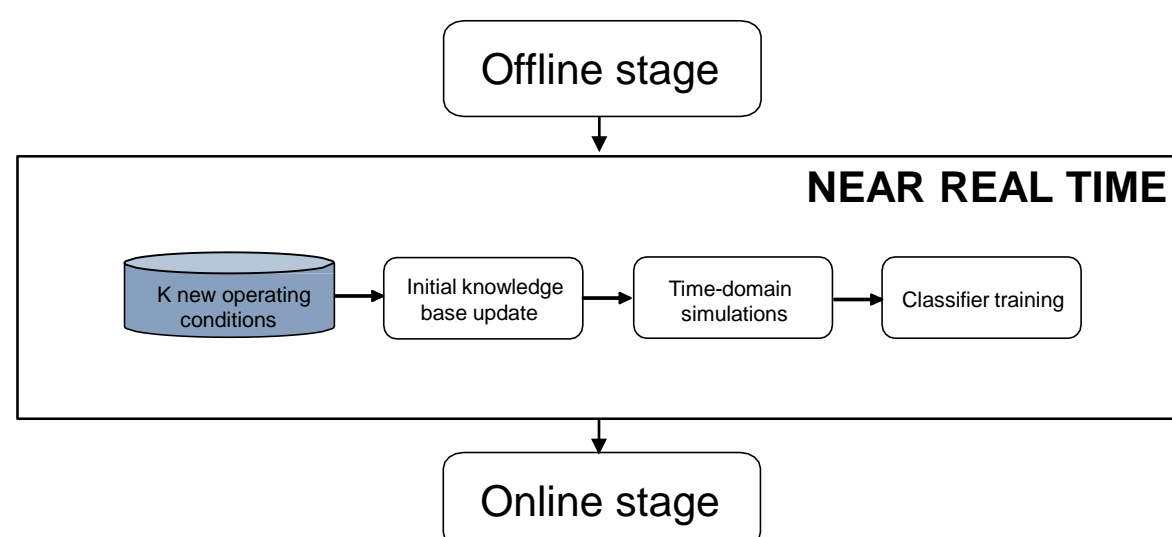 Offline stage
NEAR REAL TIME
K new operating
conditions
Initial knowledge
base update
Time-domain
simulations
Classifier training
Online stage